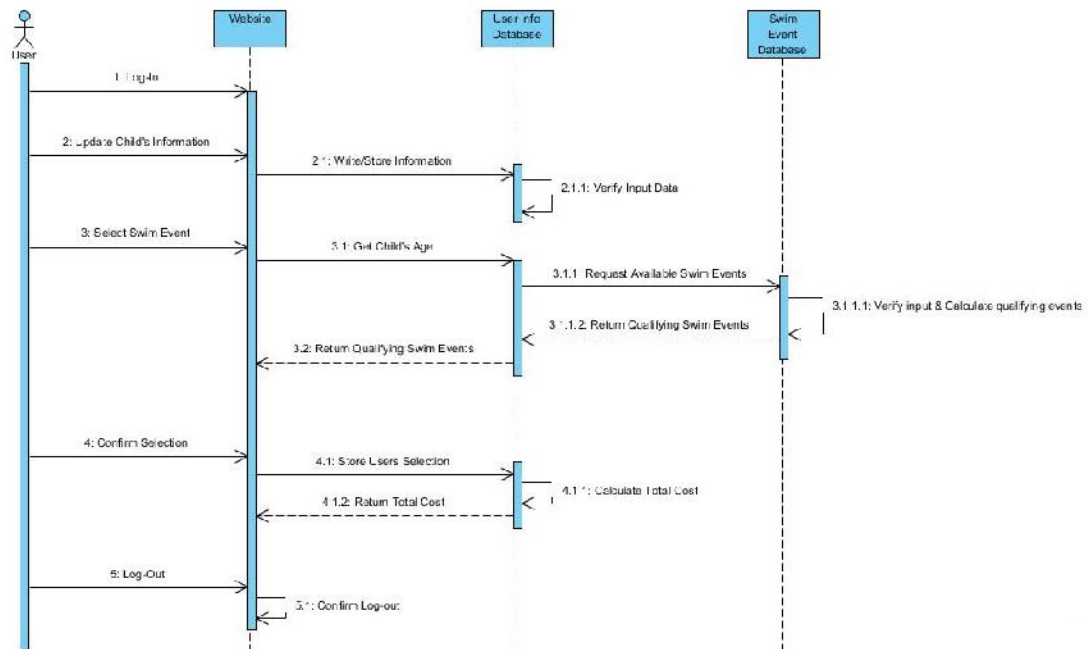 User
Website
User Info
Database
Swim
Event
Database
1: Log-In
2: Update Child's Information
2.1: Write/Store Information
2.1.1: Verify Input Data
3: Select Swim Event
3.1: Get Child's Age
3.1.1: Request Available Swim Events
3.1.1.1: Verify input & Calculate qualifying events
3.1.1.2: Return Qualifying Swim Events
3.2: Return Qualifying Swim Events
4: Confirm Selection
4.1: Store Users Selection
4.1.1: Calculate Total Cost
4.1.2: Return Total Cost
5: Log-Out
5.1: Confirm Log-out